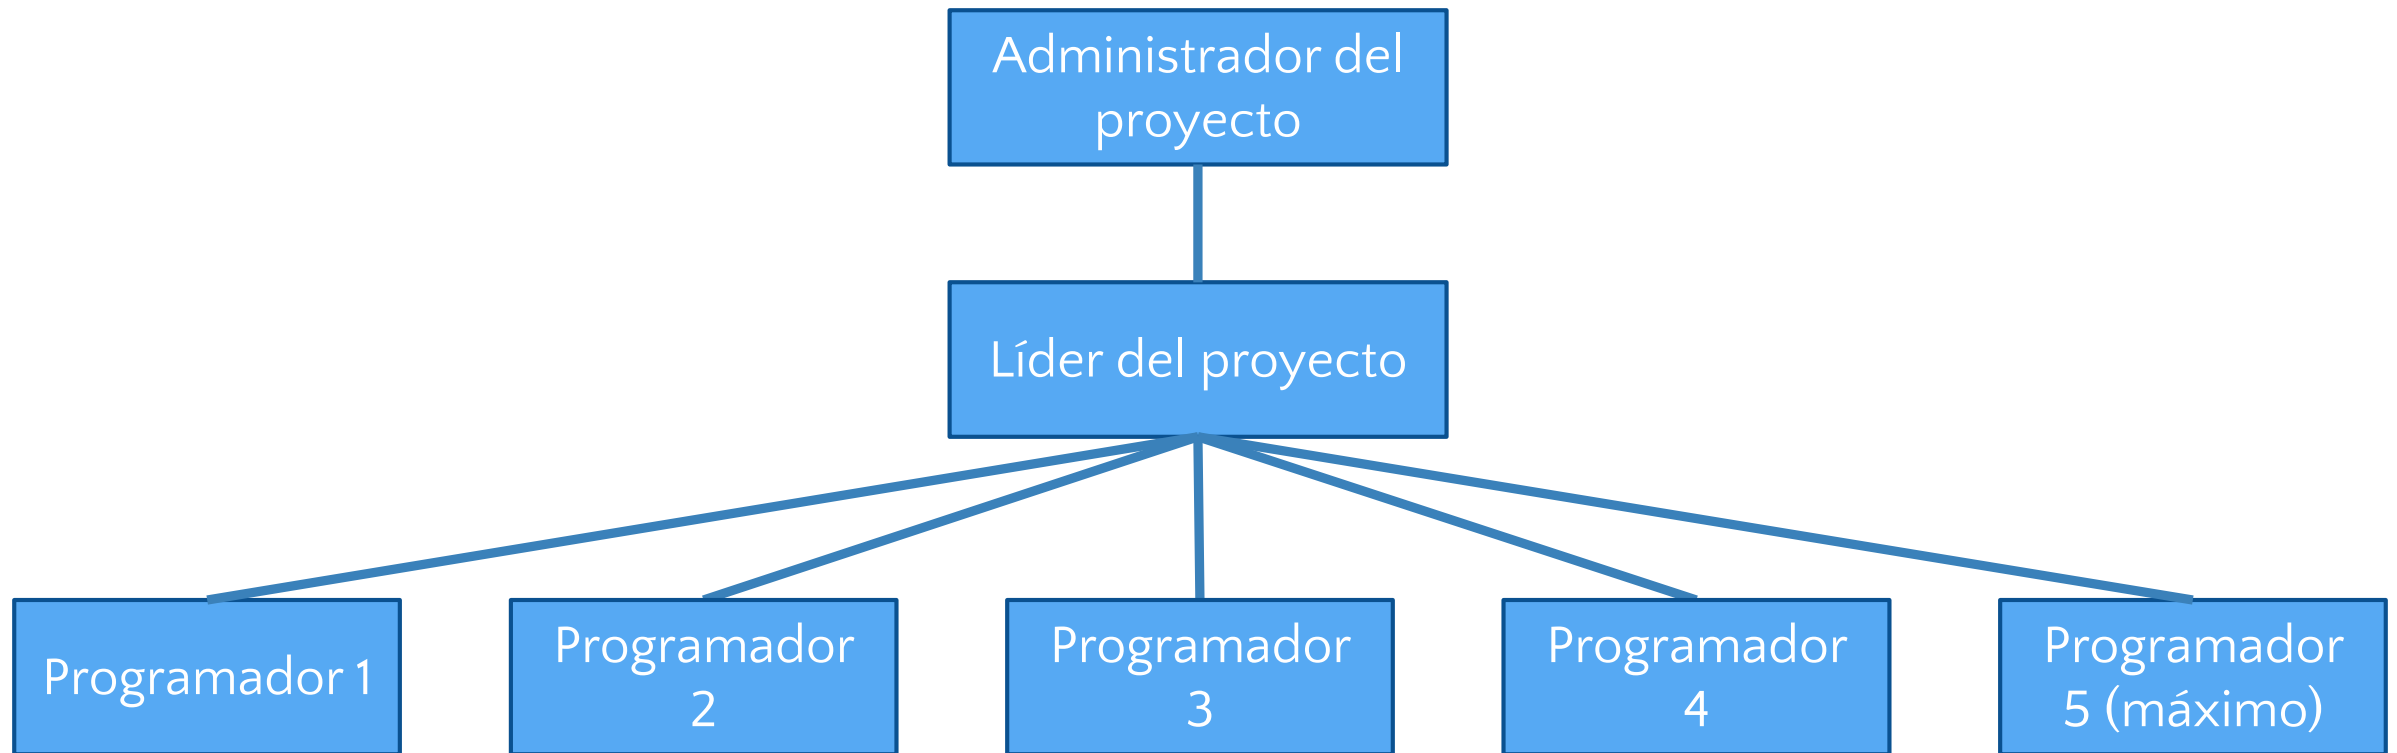 Administrador del
proyecto
Líder del proyecto
Programador 1
Programador
2
Programador
3
Programador
4
Programador
5 (máximo)